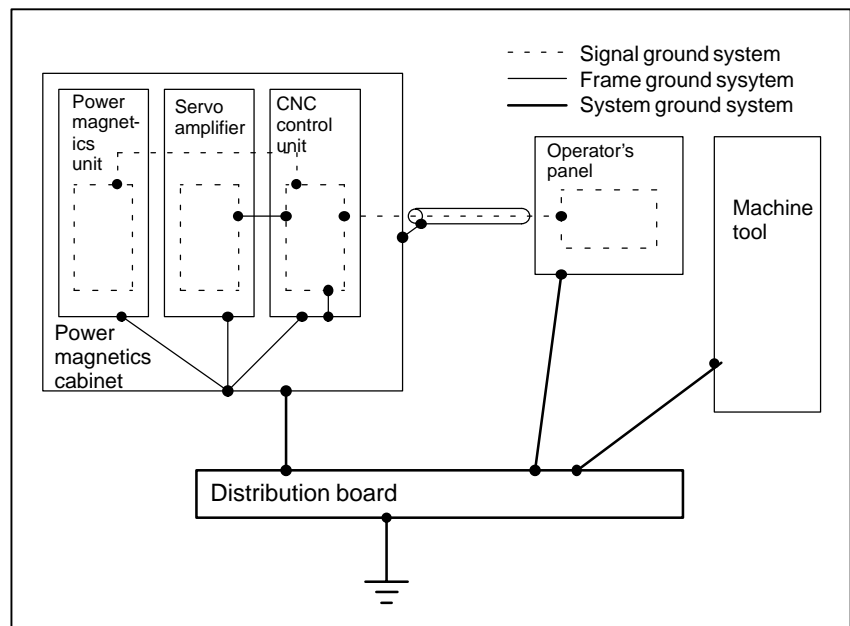 Signal ground system
Frame ground sysytem
System ground system
Power
magnet-
ics
unit
Servo
amplifier
CNC
control
unit
Operator's
panel
Machine
tool
Power
magnetics
cabinet
Distribution board